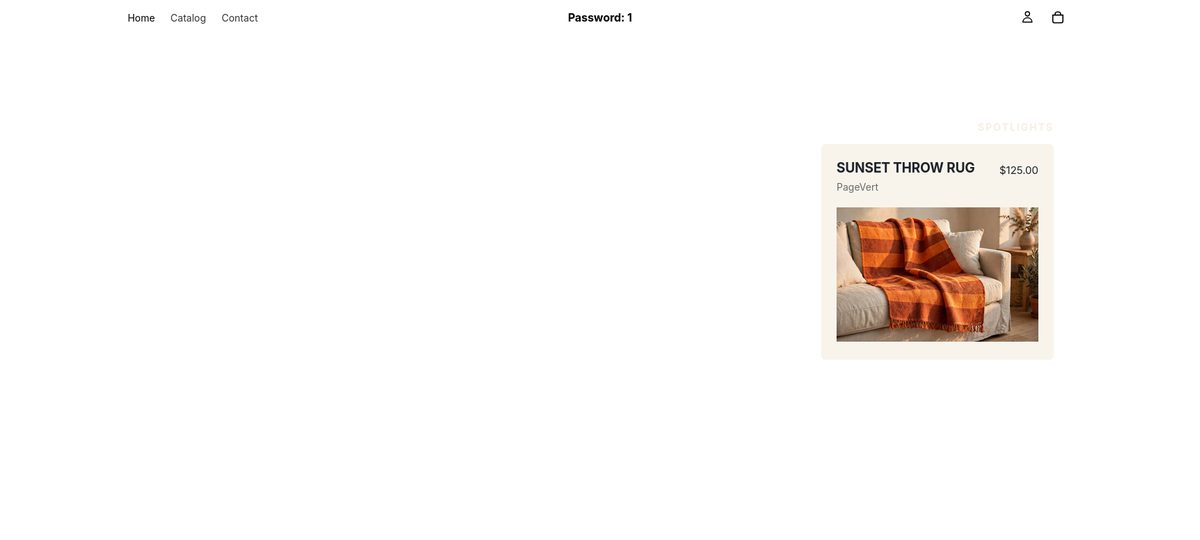 Home Catalog Contact
Password: 1
SPOTLIGHTS
SUNSET THROW RUG
$125.00
PageVert